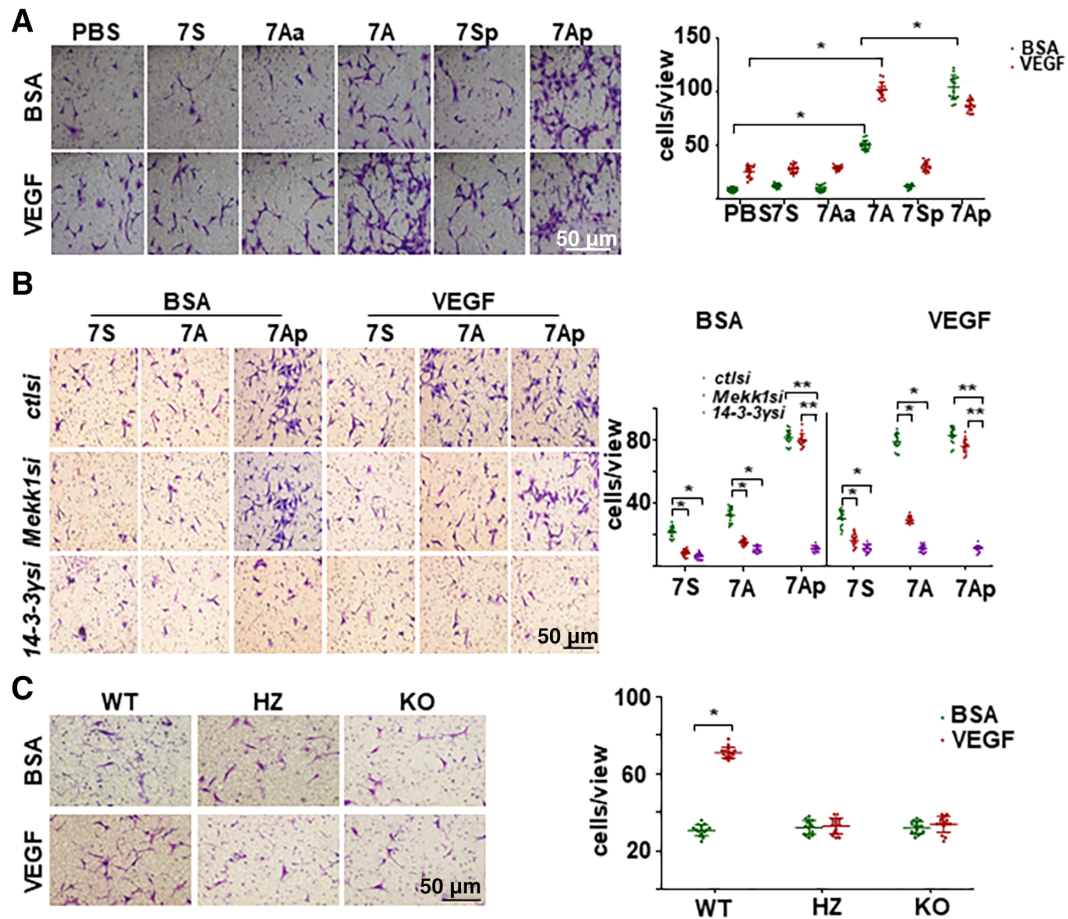 A
PBS 7S 7Aa 7A 7Sp 7Ap
BSA
VEGF
50 μm
cells/view
150
100
50
* * *
BSA
VEGF
PBS 7S 7Aa 7A 7Sp 7Ap
B
BSA VEGF
7S 7A 7Ap 7S 7A 7Ap
ctlsi
Mekk1si
14-3-3γsi
50 μm
BSA VEGF
ctlsi
Mekk1si
14-3-3γsi
cells/view
80
40
* * * * ** ** * * * * ** **
7S 7A 7Ap 7S 7A 7Ap
C
WT HZ KO
BSA
VEGF
50 μm
cells/view
100
60
20
*
BSA
VEGF
WT HZ KO